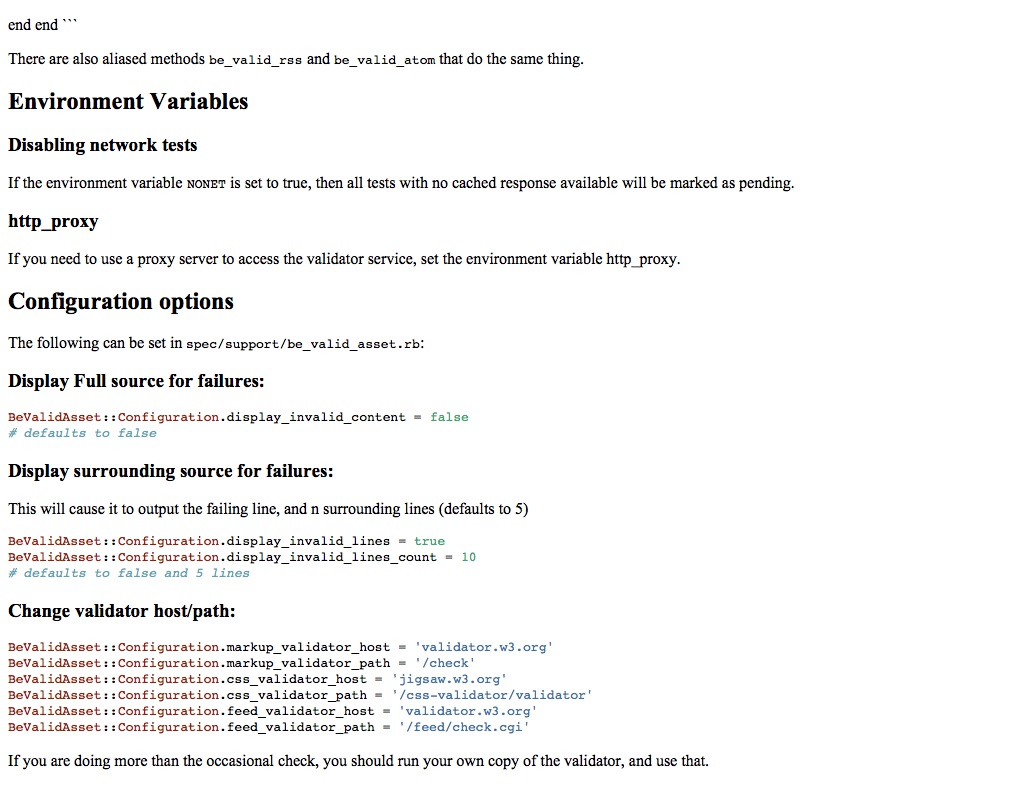 end end ```
There are also aliased methods be_valid_rss and be_valid_atom that do the same thing.
Environment Variables
Disabling network tests
If the environment variable NONET is set to true, then all tests with no cached response available will be marked as pending.
http_proxy
If you need to use a proxy server to access the validator service, set the environment variable http_proxy.
Configuration options
The following can be set in spec/support/be_valid_asset.rb:
Display Full source for failures:
BeValidAsset::Configuration.display_invalid_content = false
# defaults to false
Display surrounding source for failures:
This will cause it to output the failing line, and n surrounding lines (defaults to 5)
BeValidAsset::Configuration.display_invalid_lines = true
BeValidAsset::Configuration.display_invalid_lines_count = 10
# defaults to false and 5 lines
Change validator host/path:
BeValidAsset::Configuration.markup_validator_host = 'validator.w3.org'
BeValidAsset::Configuration.markup_validator_path = '/check'
BeValidAsset::Configuration.css_validator_host = 'jigsaw.w3.org'
BeValidAsset::Configuration.css_validator_path = '/css-validator/validator'
BeValidAsset::Configuration.feed_validator_host = 'validator.w3.org'
BeValidAsset::Configuration.feed_validator_path = '/feed/check.cgi'
If you are doing more than the occasional check, you should run your own copy of the validator, and use that.